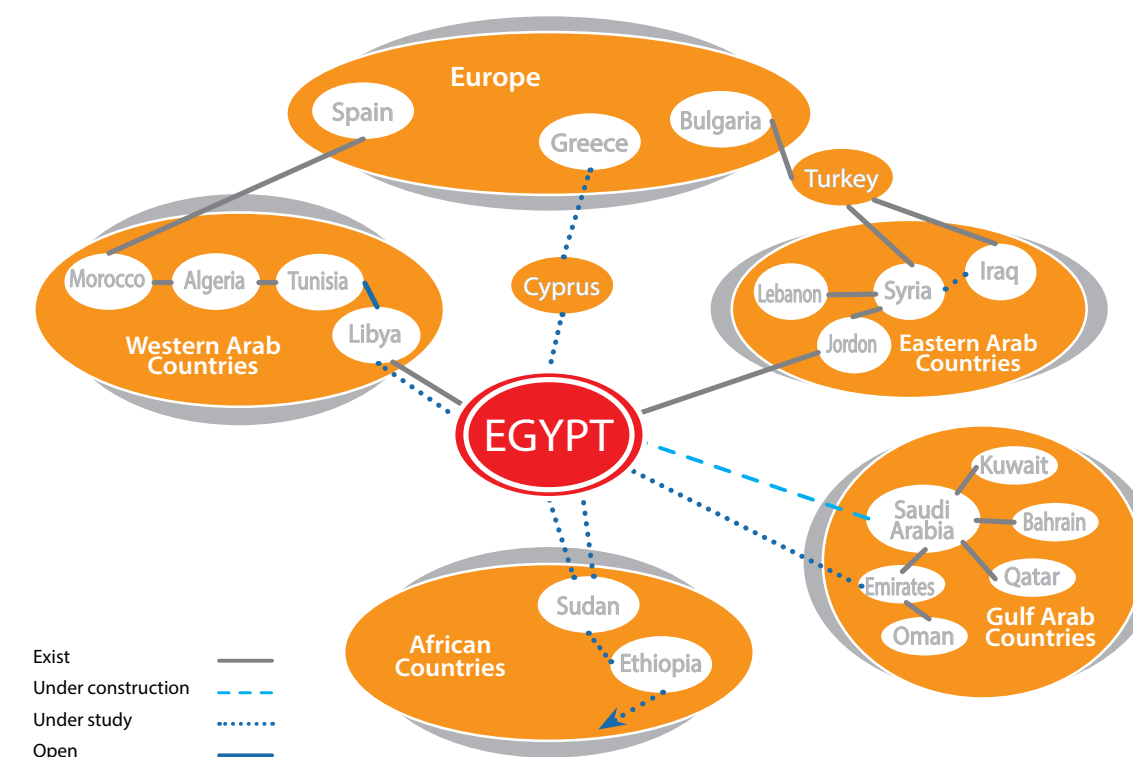 Europe
Spain
Greece
Bulgaria
Turkey
Morocco
Algeria
Tunisia
Libya
Western Arab
Countries
Cyprus
Lebanon
Syria
Iraq
Jordon
Eastern Arab
Countries
EGYPT
Kuwait
Saudi
Arabia
Bahrain
Emirates
Qatar
Oman
Gulf Arab
Countries
Sudan
Ethiopia
African
Countries
Exist
Under construction
Under study
Open